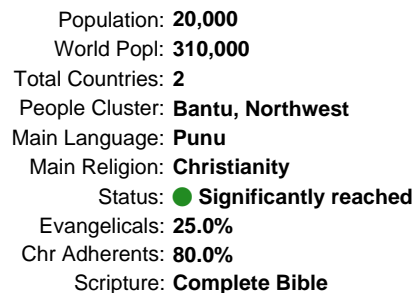 Population: 20,000
World Popl: 310,000
Total Countries: 2
People Cluster: Bantu, Northwest
Main Language: Punu
Main Religion: Christianity
Status: Significantly reached
Evangelicals: 25.0%
Chr Adherents: 80.0%
Scripture: Complete Bible